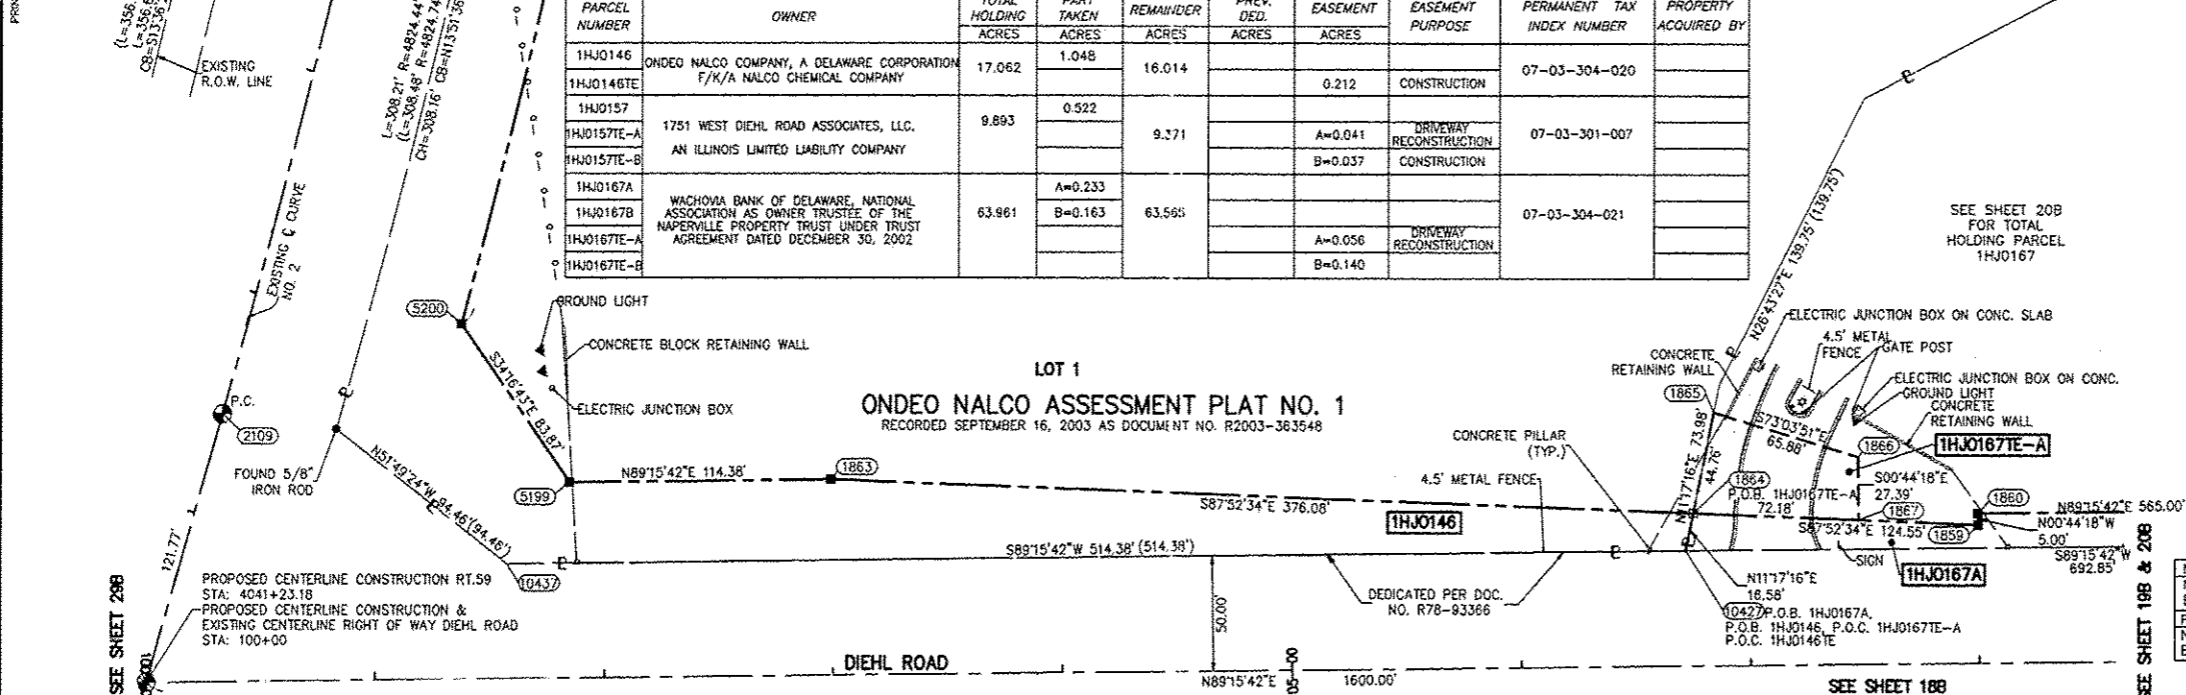 PARCEL NUMBER
OWNER
TOTAL HOLDING
ACRES
PART TAKEN
ACRES
REMAINDER
ACRES
PREV. DED.
ACRES
EASEMENT
ACRES
EASEMENT PURPOSE
PERMANENT TAX INDEX NUMBER
PROPERTY ACQUIRED BY
1HJ0146
1HJ0146TE
ONDEO NALCO COMPANY, A DELAWARE CORPORATION
F/K/A NALCO CHEMICAL COMPANY
17.062
1.048
16.014
0.212
CONSTRUCTION
07-03-304-020
1HJ0157
1HJ0157TE-A
1HJ0157TE-B
1751 WEST DIEHL ROAD ASSOCIATES, LLC.
AN ILLINOIS LIMITED LIABILITY COMPANY
9.893
0.522
9.371
A=0.041
DRIVEWAY
RECONSTRUCTION
B=0.037
CONSTRUCTION
07-03-301-007
1HJ0167A
1HJ0167B
1HJ0167TE-A
1HJ0167TE-B
WACHOVIA BANK OF DELAWARE, NATIONAL
ASSOCIATION AS OWNER TRUSTEE OF THE
NAPERVILLE PROPERTY TRUST UNDER TRUST
AGREEMENT DATED DECEMBER 30, 2002
63.961
A=0.233
B=0.163
63.565
A=0.056
DRIVEWAY
RECONSTRUCTION
B=0.140
07-03-304-021
EXISTING
R.O.W. LINE
L=308.21' R=4824.44'
(L=308.48' R=4824.74'
CH=308.16' CB=N13°51'36"
EXISTING ℄ CURVE
NO. 2
5200
GROUND LIGHT
CONCRETE BLOCK RETAINING WALL
ELECTRIC JUNCTION BOX
S34°16'43"E 83.87'
P.C.
2109
FOUND 5/8"
IRON ROD
N51°49'24"W 94.46'(94.46')
5199
N89°15'42"E 114.38'
1863
LOT 1
ONDEO NALCO ASSESSMENT PLAT NO. 1
RECORDED SEPTEMBER 16, 2003 AS DOCUMENT NO. R2003-363548
S87°52'34"E 376.08'
1HJ0146
S89°15'42"W 514.38' (514.38')
CONCRETE PILLAR
(TYP.)
4.5' METAL FENCE
DEDICATED PER DOC.
NO. R78-93366
50.00'
121.77'
10437
PROPOSED CENTERLINE CONSTRUCTION RT.59
STA: 4041+23.18
PROPOSED CENTERLINE CONSTRUCTION &
EXISTING CENTERLINE RIGHT OF WAY DIEHL ROAD
STA: 100+00
SEE SHEET 29B
DIEHL ROAD
N89°15'42"E 1600.00'
SEE SHEET 18B
SEE SHEET 19B & 20B
N26°43'27"E 139.75' (139.75')
SEE SHEET 20B
FOR TOTAL
HOLDING PARCEL
1HJ0167
ELECTRIC JUNCTION BOX ON CONC. SLAB
4.5' METAL
FENCE
GATE POST
CONCRETE
RETAINING WALL
ELECTRIC JUNCTION BOX ON CONC.
GROUND LIGHT
CONCRETE
RETAINING WALL
1865
S73°03'51"E
65.88'
1866
1HJ0167TE-A
N11°17'16"E 73.98'
44.76'
S00°44'18"E
27.39'
1864
P.O.B. 1HJ0167TE-A
72.18'
1867
1860
N89°15'42"E 565.00'
N00°44'18"W
5.00'
S87°52'34"E 124.55'
1859
S89°15'42"W
692.85'
SIGN
1HJ0167A
N11°17'16"E
16.58'
10427
P.O.B. 1HJ0167A,
P.O.B. 1HJ0146, P.O.C. 1HJ0167TE-A
P.O.C. 1HJ0146TE